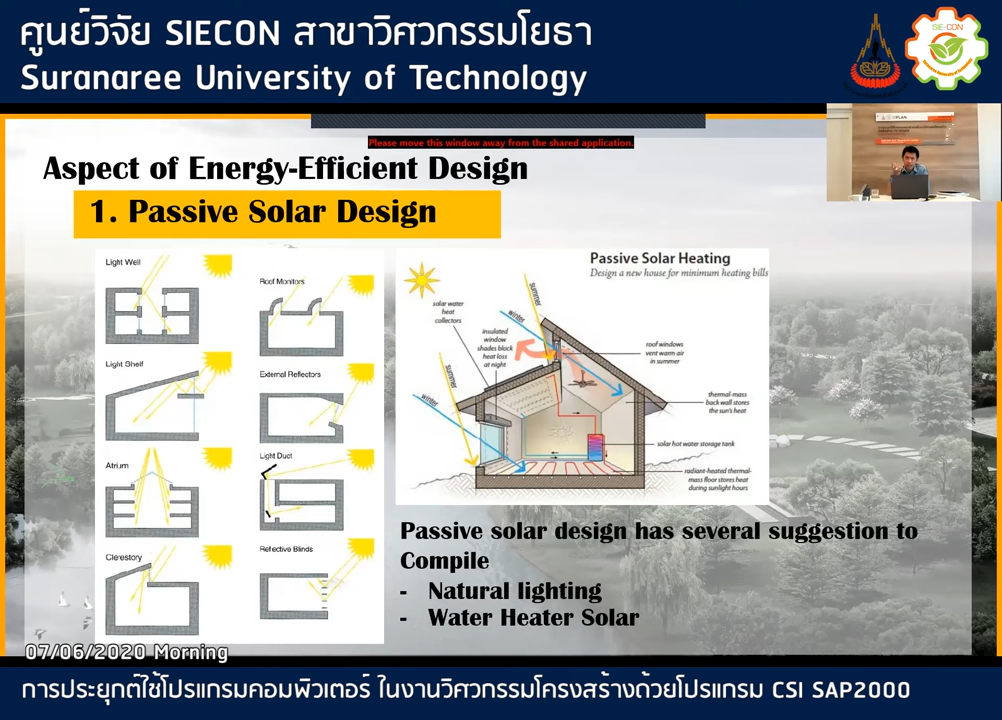 ศูนย์วิจัย SIECON สาขาวิศวกรรมโยธา
Suranaree University of Technology
SIE-CON
Please move this window away from the shared application.
Aspect of Energy-Efficient Design
1. Passive Solar Design
Light Well
Roof Monitors
Light Shelf
External Reflectors
Atrium
Light Duct
Clerestory
Reflective Blinds
Passive Solar Heating
Design a new house for minimum heating bills
solar water
heat
collectors
summer
winter
insulated
window
shades block
heat loss
at night
roof windows
vent warm air
in summer
summer
winter
thermal-mass
back wall stores
the sun's heat
solar hot water storage tank
radiant-heated thermal-
mass floor stores heat
during sunlight hours
Passive solar design has several suggestion to
Compile
- Natural lighting
- Water Heater Solar
07/06/2020 Morning
การประยุกต์ใช้โปรแกรมคอมพิวเตอร์ ในงานวิศวกรรมโครงสร้างด้วยโปรแกรม CSI SAP2000